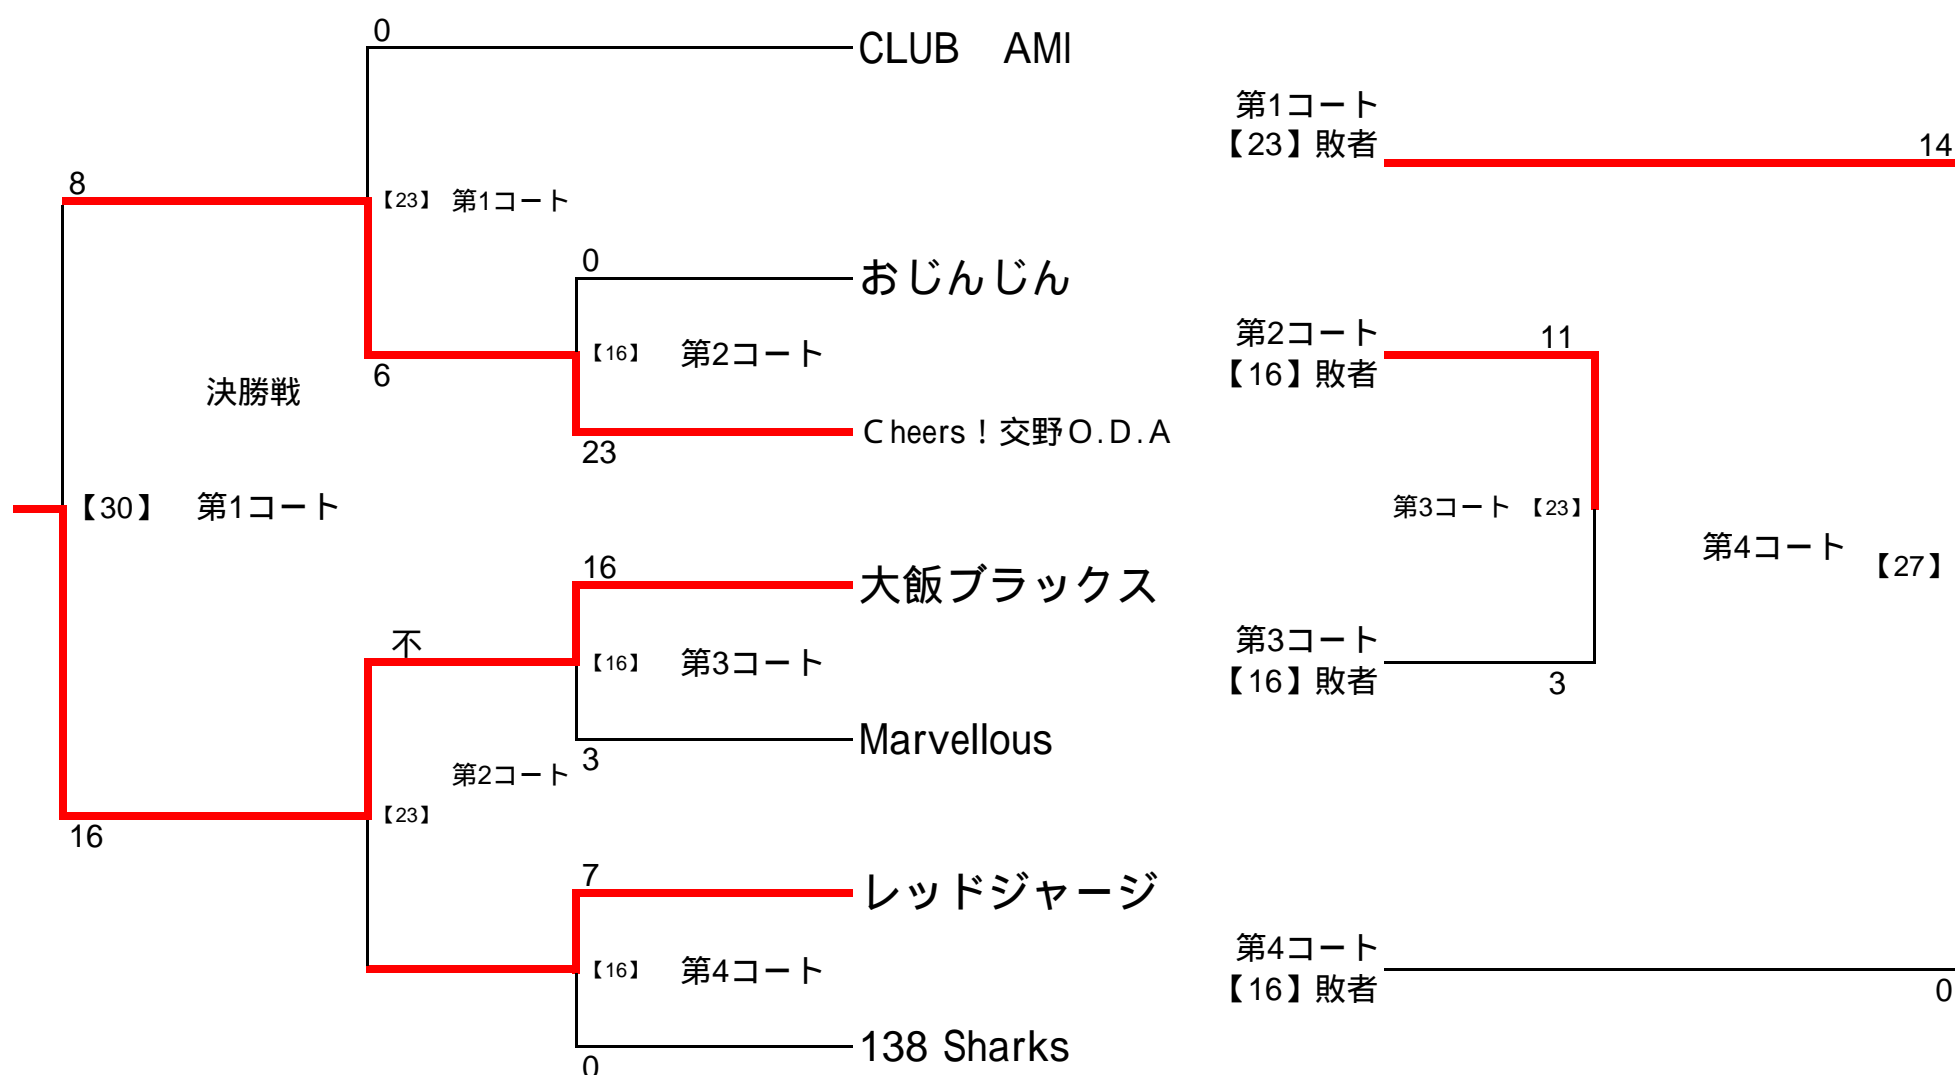 0
CLUB　AMI
8
【23】 第1コート
0
おじんじん
【16】 第2コート
決勝戦
6
Cheers！交野O.D.A
23
【30】 第1コート
16
大飯ブラックス
不
【16】 第3コート
Marvellous
3
第2コート
【23】
16
7
レッドジャージ
【16】 第4コート
138 Sharks
0
第1コート
【23】敗者
14
第2コート
【16】敗者
11
第3コート 【23】
第4コート 【27】
第3コート
【16】敗者
3
第4コート
【16】敗者
0